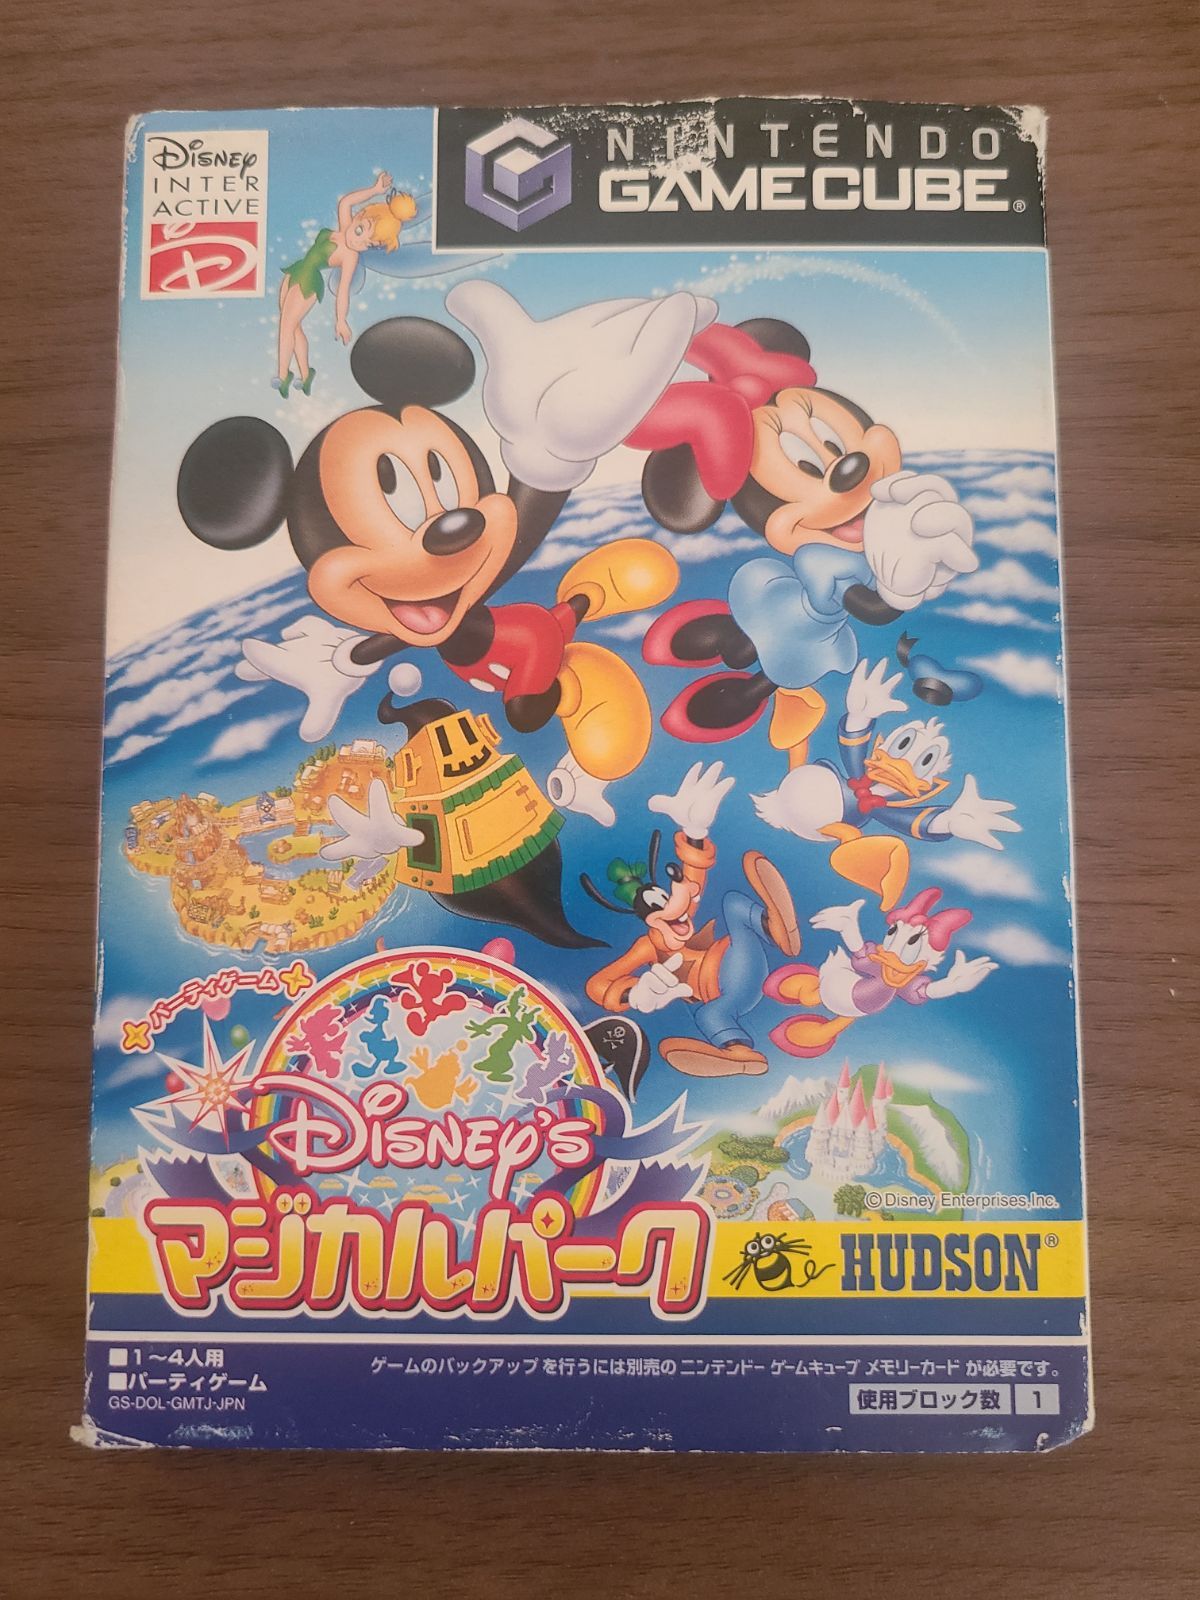 DISNEY
INTER
ACTIVE
NINTENDO
GAMECUBE®
パーティゲーム
DISNEY'S
マジカルパーク
©Disney Enterprises,Inc.
HUDSON®
■1〜4人用
■パーティゲーム
GS-DOL-GMTJ-JPN
ゲームのバックアップを行うには別売のニンテンドーゲームキューブメモリーカードが必要です。
使用ブロック数 1